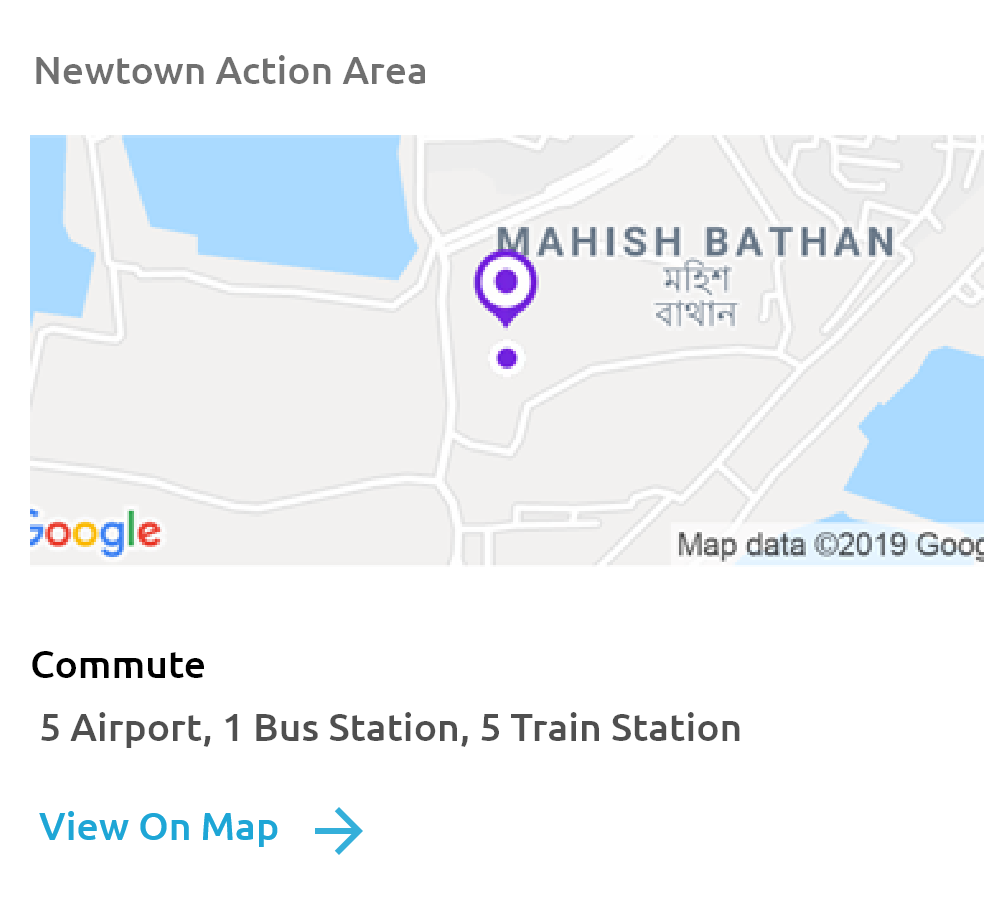 Newtown Action Area
MAHISH BATHAN
মহিশ
বাথান
Google
Map data ©2019 Goog
Commute
5 Airport, 1 Bus Station, 5 Train Station
View On Map